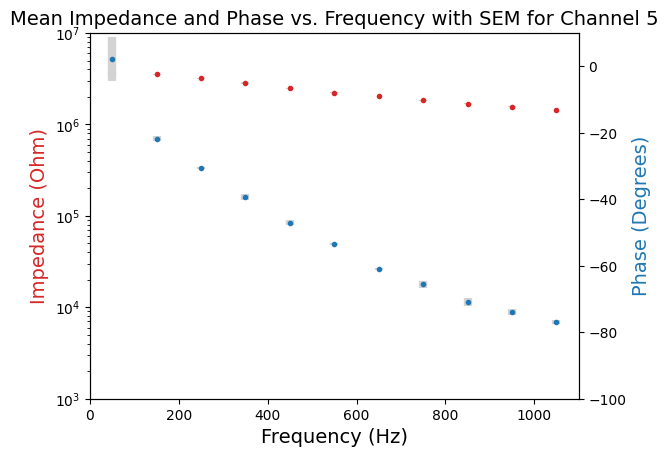 Mean Impedance and Phase vs. Frequency with SEM for Channel 5
10^7
10^6
10^5
10^4
10^3
Impedance (Ohm)
0
−20
−40
−60
−80
−100
Phase (Degrees)
0 200 400 600 800 1000
Frequency (Hz)